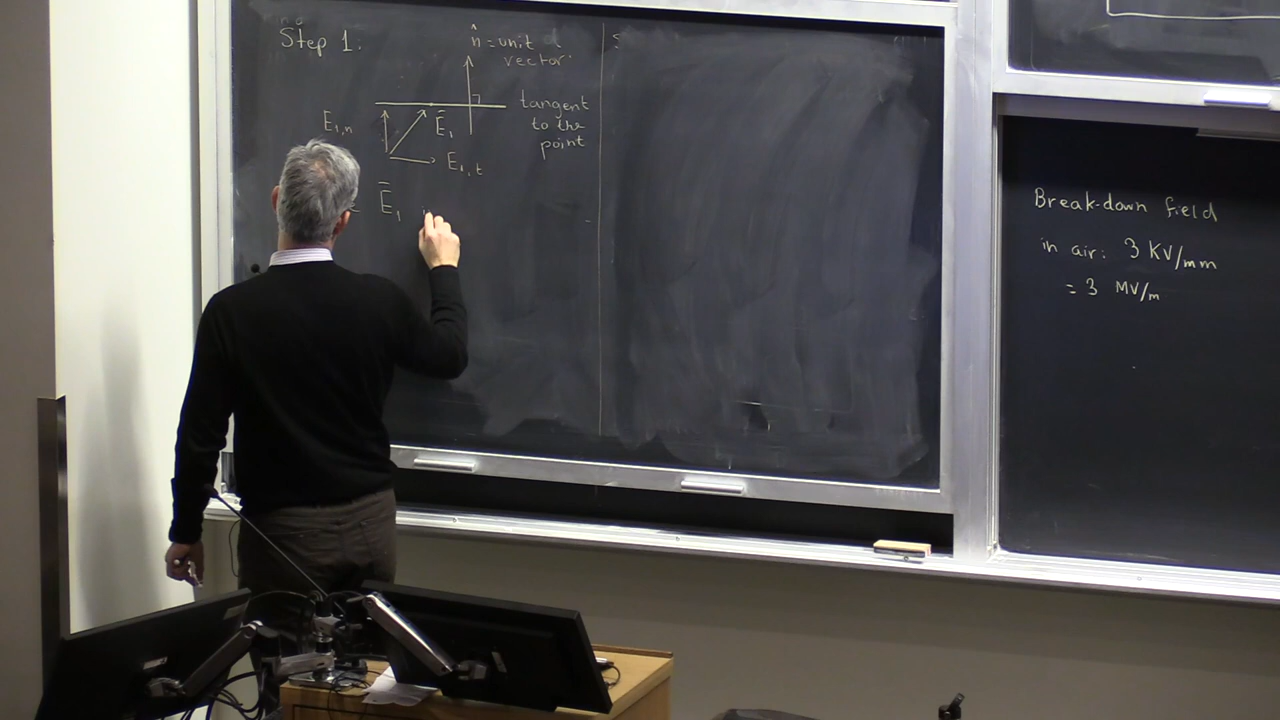 Step 1.
n̂ = unit
vector.
E1,n
Ē1
tangent
to the
point
E1,t
Ē1
Break-down field
in air: 3 KV/mm
= 3 MV/m